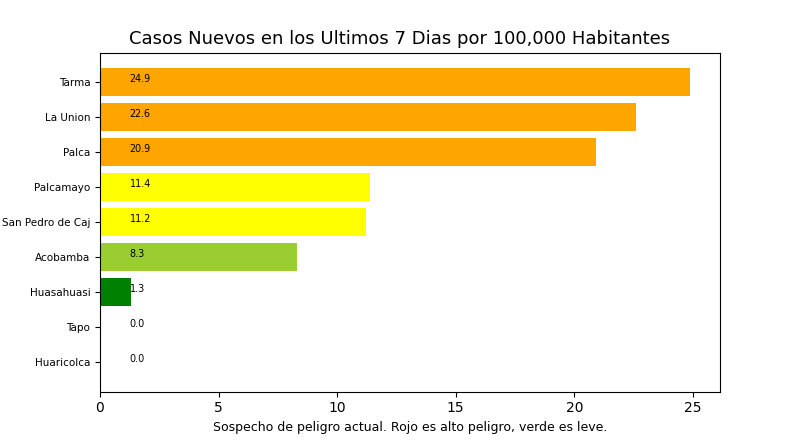 Casos Nuevos en los Ultimos 7 Dias por 100,000 Habitantes
Tarma 24.9
La Union 22.6
Palca 20.9
Palcamayo 11.4
San Pedro de Caj 11.2
Acobamba 8.3
Huasahuasi 1.3
Tapo 0.0
Huaricolca 0.0
0 5 10 15 20 25
Sospecho de peligro actual. Rojo es alto peligro, verde es leve.